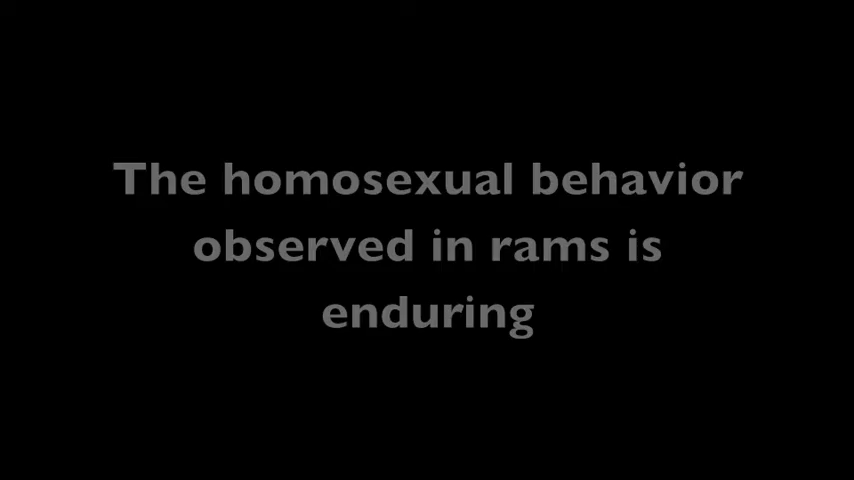 The homosexual behavior
observed in rams is
enduring